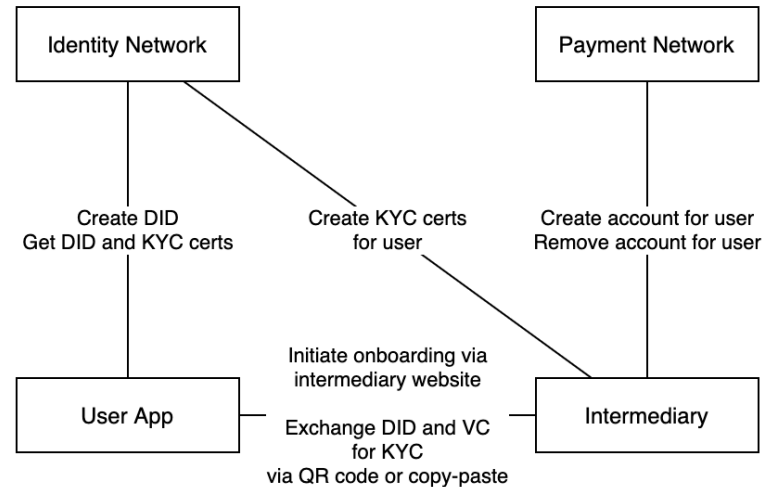 Identity Network
Payment Network
Create DID
Get DID and KYC certs
Create KYC certs
for user
Create account for user
Remove account for user
Initiate onboarding via
intermediary website
User App
Intermediary
Exchange DID and VC
for KYC
via QR code or copy-paste